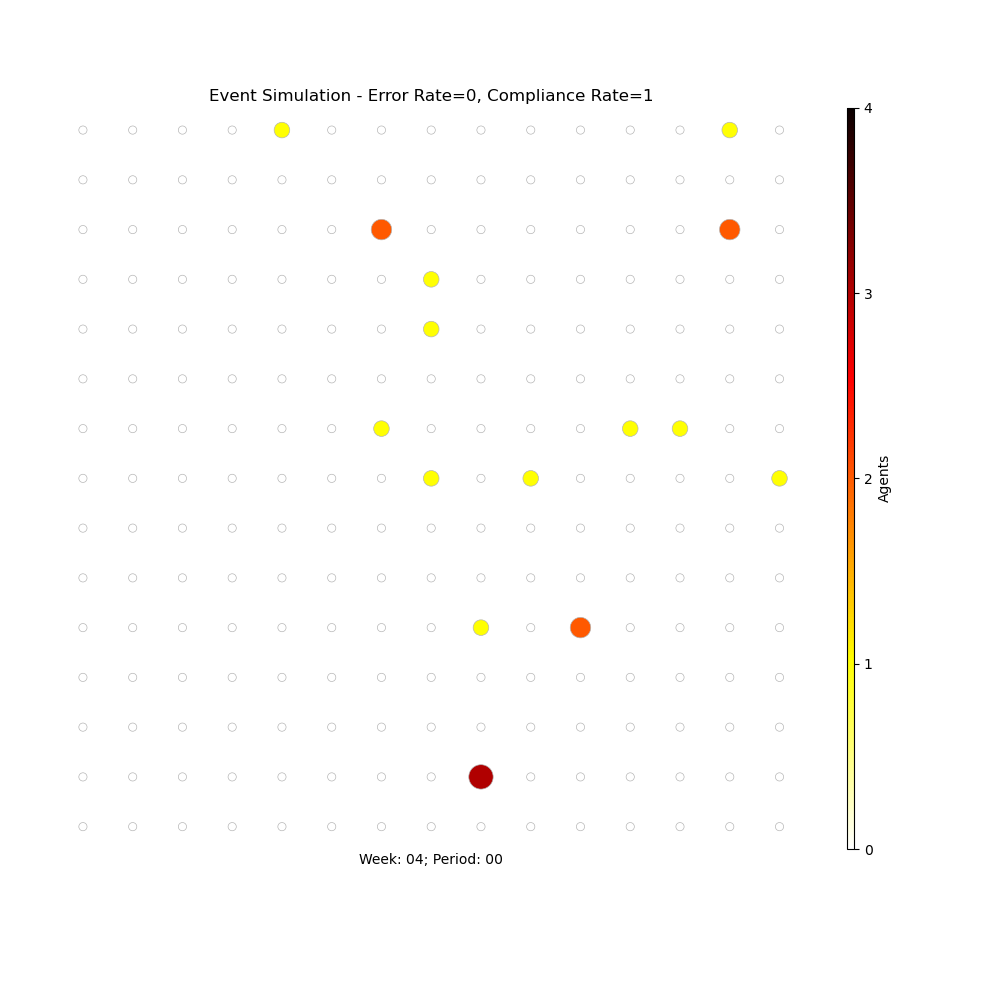 Event Simulation - Error Rate=0, Compliance Rate=1
4
3
2
1
0
Agents
Week: 04; Period: 00